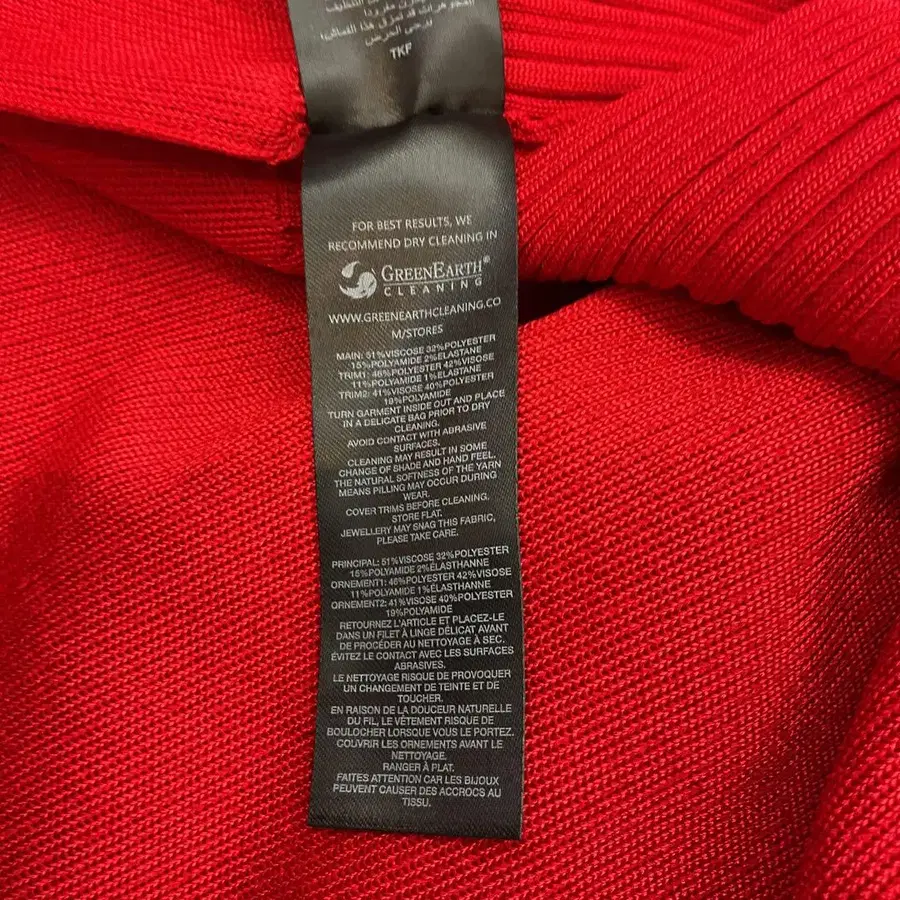 يرجى الحرص
TKF
FOR BEST RESULTS, WE
RECOMMEND DRY CLEANING IN
GREENEARTH®
CLEANING
WWW.GREENEARTHCLEANING.CO
M/STORES
MAIN: 51%VISCOSE 32%POLYESTER
15%POLYAMIDE 2%ELASTANE
TRIM1: 46%POLYESTER 42%VISOSE
11%POLYAMIDE 1%ELASTANE
TRIM2: 41%VISOSE 40%POLYESTER
19%POLYAMIDE
TURN GARMENT INSIDE OUT AND PLACE
IN A DELICATE BAG PRIOR TO DRY
CLEANING.
AVOID CONTACT WITH ABRASIVE
SURFACES.
CLEANING MAY RESULT IN SOME
CHANGE OF SHADE AND HAND FEEL.
THE NATURAL SOFTNESS OF THE YARN
MEANS PILLING MAY OCCUR DURING
WEAR.
COVER TRIMS BEFORE CLEANING.
STORE FLAT.
JEWELLERY MAY SNAG THIS FABRIC,
PLEASE TAKE CARE.
PRINCIPAL: 51%VISCOSE 32%POLYESTER
15%POLYAMIDE 2%ÉLASTHANNE
ORNEMENT1: 46%POLYESTER 42%VISOSE
11%POLYAMIDE 1%ÉLASTHANNE
ORNEMENT2: 41%VISOSE 40%POLYESTER
19%POLYAMIDE
RETOURNEZ L'ARTICLE ET PLACEZ-LE
DANS UN FILET À LINGE DÉLICAT AVANT
DE PROCÉDER AU NETTOYAGE À SEC.
ÉVITEZ LE CONTACT AVEC LES SURFACES
ABRASIVES.
LE NETTOYAGE RISQUE DE PROVOQUER
UN CHANGEMENT DE TEINTE ET DE
TOUCHER.
EN RAISON DE LA DOUCEUR NATURELLE
DU FIL, LE VÊTEMENT RISQUE DE
BOULOCHER LORSQUE VOUS LE PORTEZ.
COUVRIR LES ORNEMENTS AVANT LE
NETTOYAGE.
RANGER À PLAT.
FAITES ATTENTION CAR LES BIJOUX
PEUVENT CAUSER DES ACCROCS AU
TISSU.